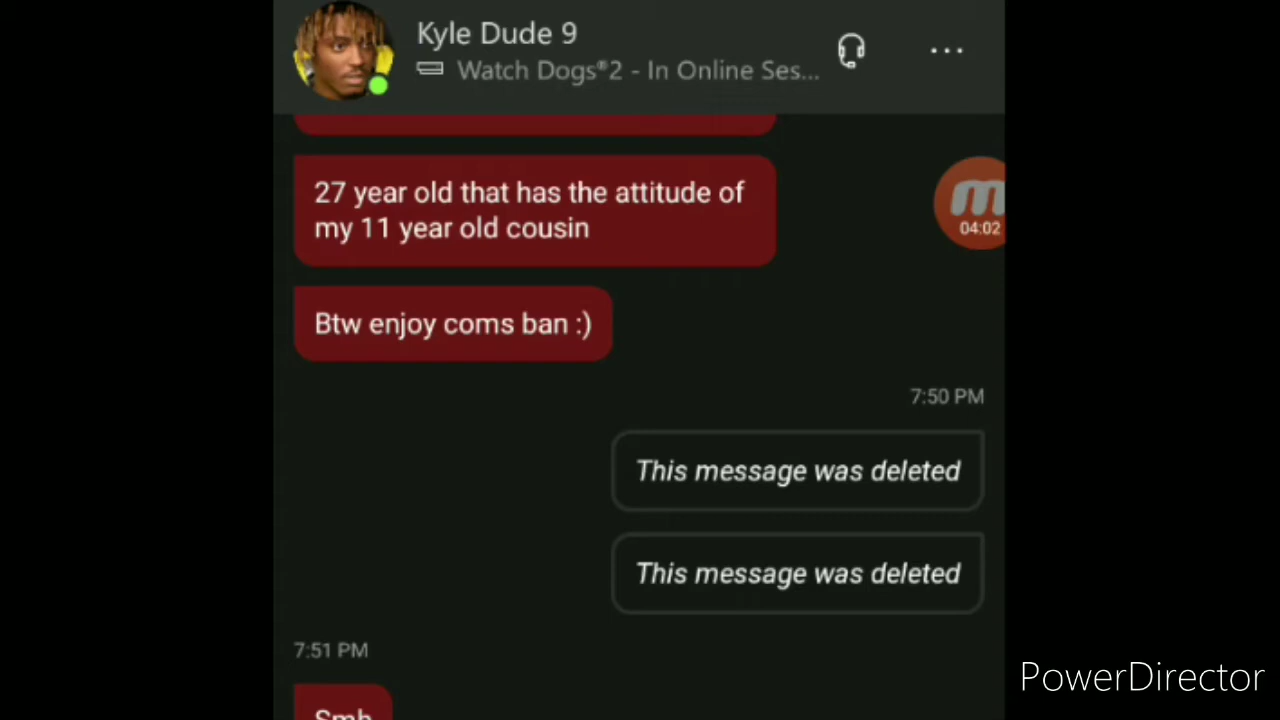 Kyle Dude 9
Watch Dogs®2 - In Online Ses...
27 year old that has the attitude of
my 11 year old cousin
m
04:02
Btw enjoy coms ban :)
7:50 PM
This message was deleted
This message was deleted
7:51 PM
Smh
PowerDirector